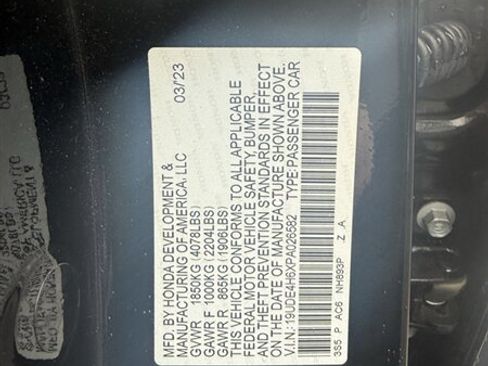 MFD. BY HONDA DEVELOPMENT & 03/23
MANUFACTURING OF AMERICA, LLC
GVWR 1850KG (4078LBS)
GAWR F 1000KG (2204LBS)
GAWR R 865KG (1906LBS)
THIS VEHICLE CONFORMS TO ALL APPLICABLE
FEDERAL MOTOR VEHICLE SAFETY, BUMPER,
AND THEFT PREVENTION STANDARDS IN EFFECT
ON THE DATE OF MANUFACTURE SHOWN ABOVE.
V.I.N.: 19UDE4H6XPA026582 TYPE:PASSENGER CAR
3S5 P AC6 NH893P Z A